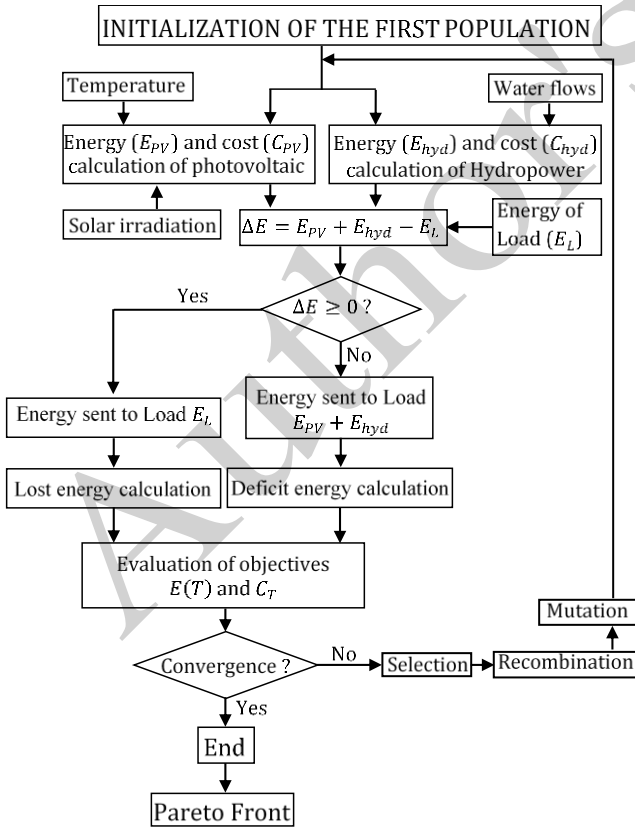 INITIALIZATION OF THE FIRST POPULATION
Temperature
Water flows
Energy (E_PV) and cost (C_PV)
calculation of photovoltaic
Energy (E_hyd) and cost (C_hyd)
calculation of Hydropower
Solar irradiation
ΔE = E_PV + E_hyd − E_L
Energy of
Load (E_L)
Yes
ΔE ≥ 0 ?
No
Energy sent to Load E_L
Energy sent to Load
E_PV + E_hyd
Lost energy calculation
Deficit energy calculation
Evaluation of objectives
E(T) and C_T
Mutation
Convergence ?
No
Selection
Recombination
Yes
End
Pareto Front
Author's